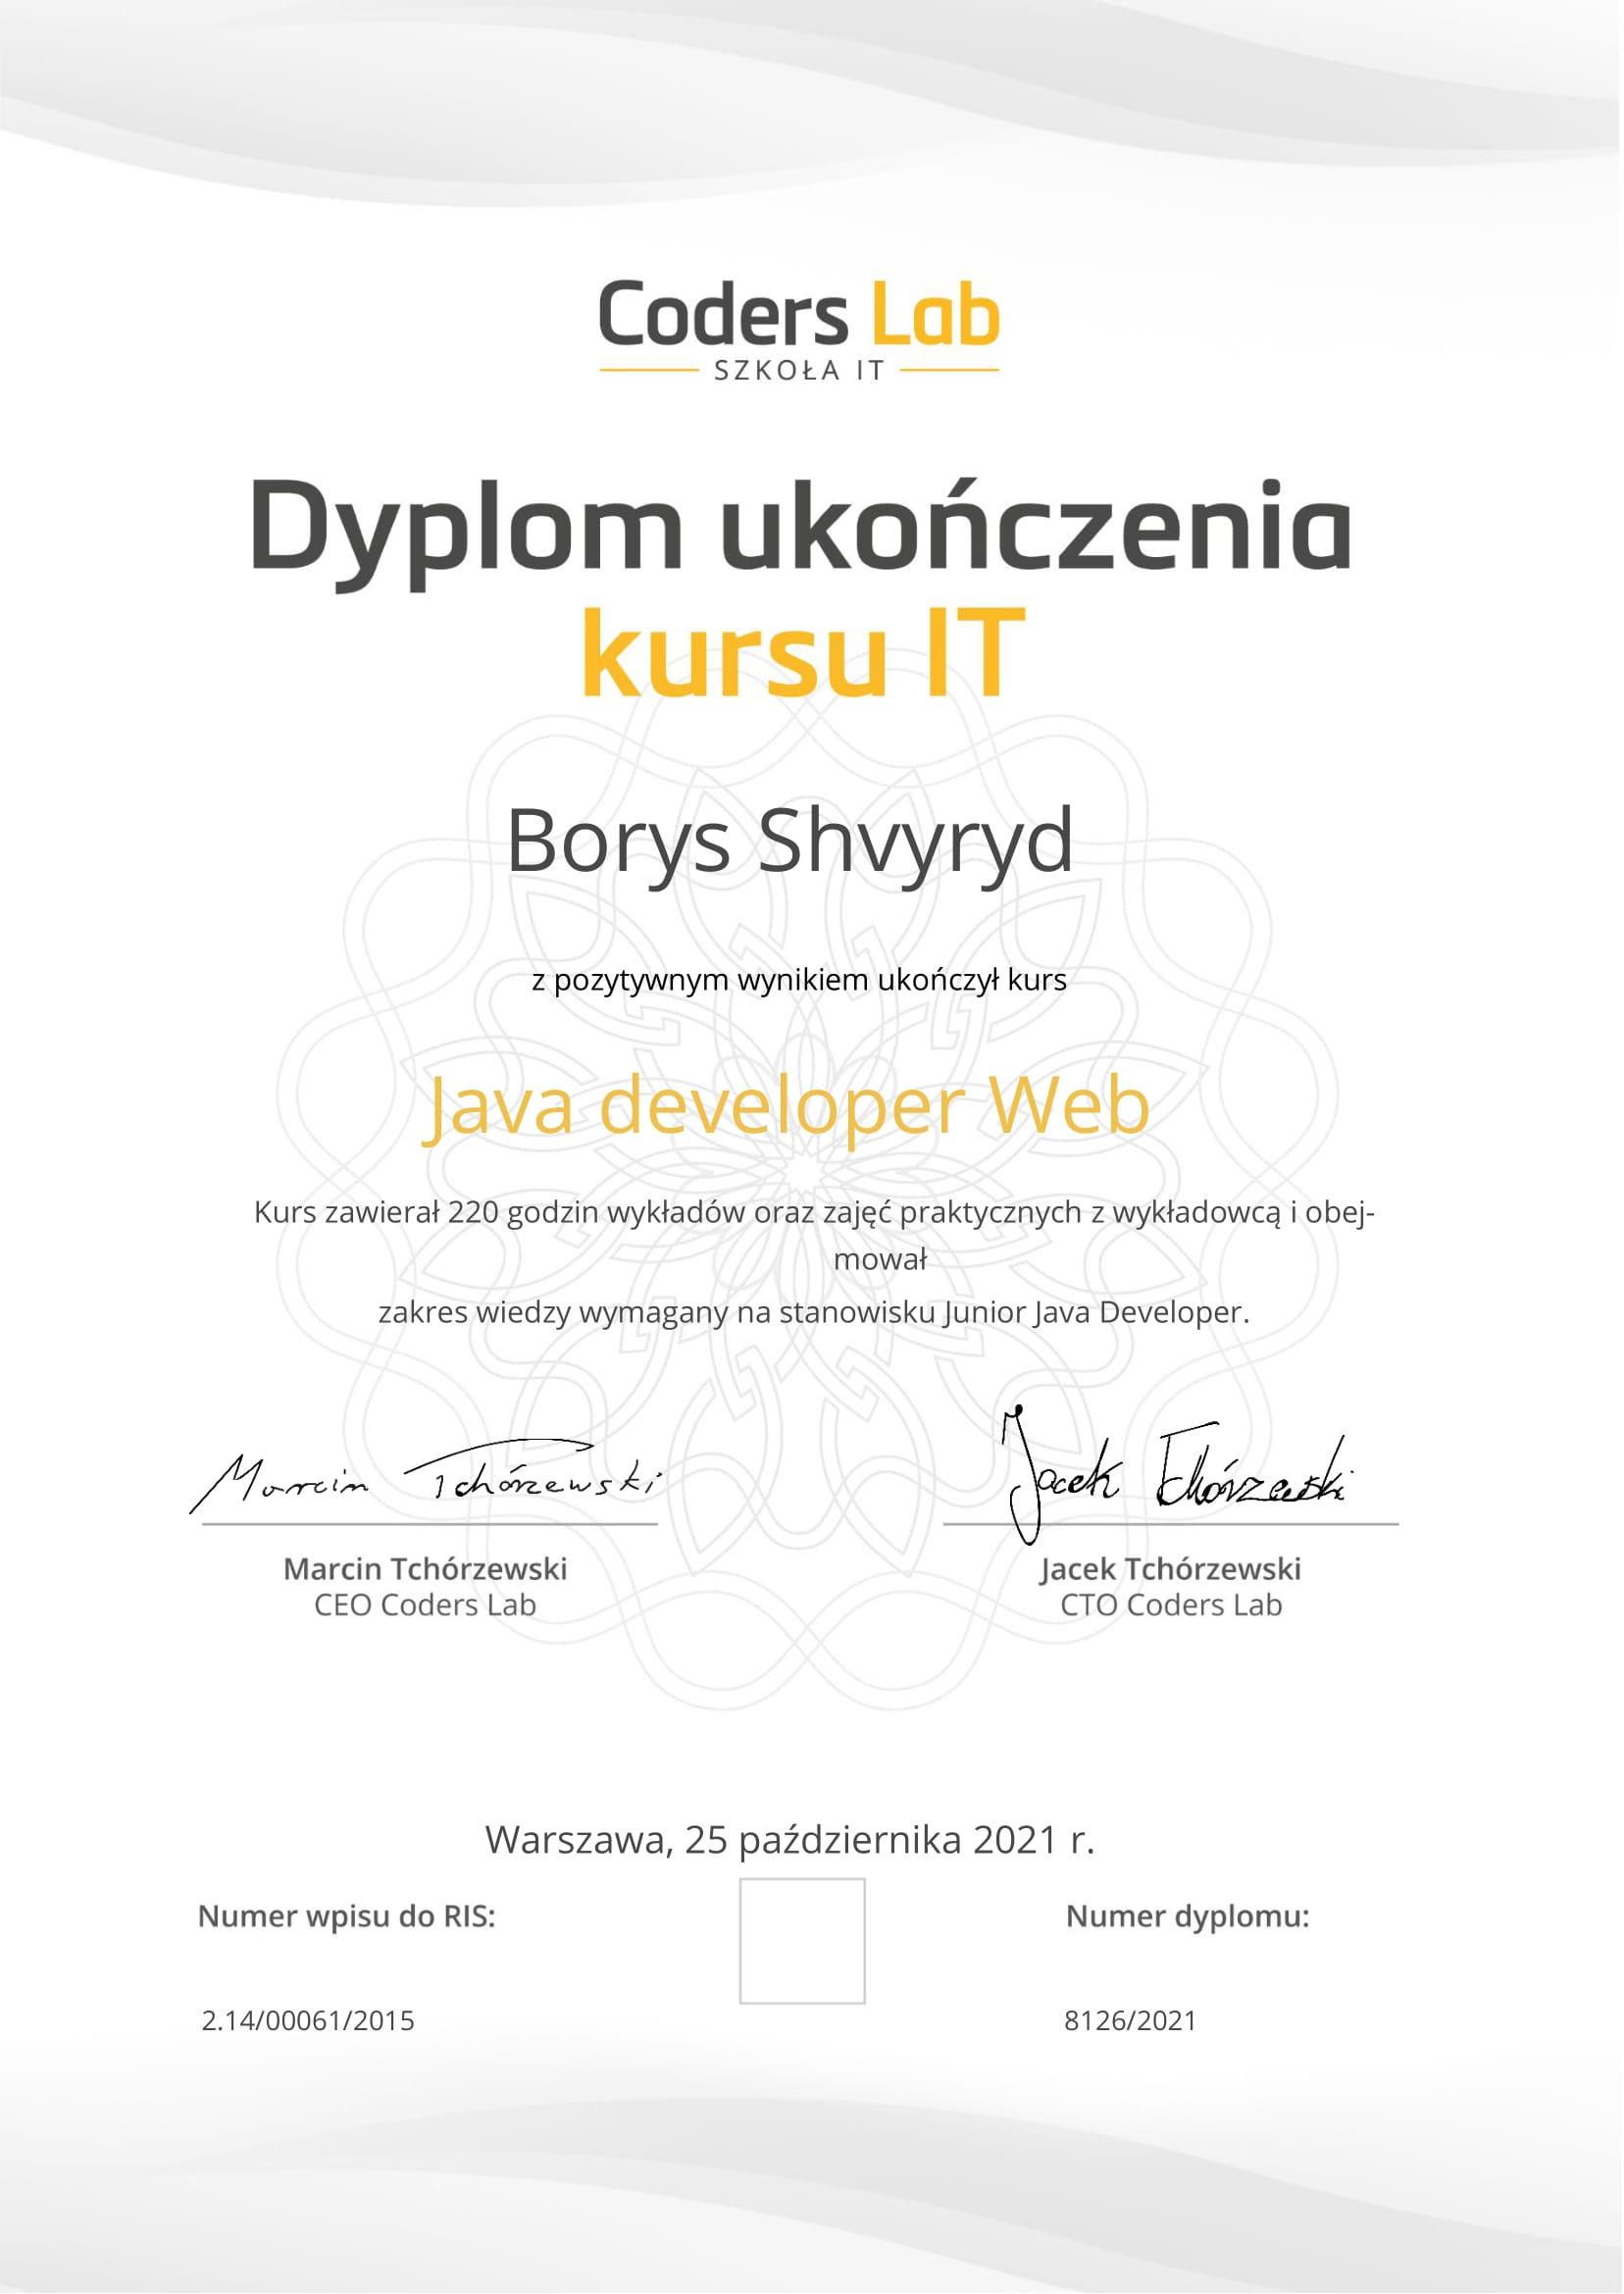 Coders Lab
SZKOŁA IT
Dyplom ukończenia
kursu IT
Borys Shvyryd
z pozytywnym wynikiem ukończył kurs
Java developer Web
Kurs zawierał 220 godzin wykładów oraz zajęć praktycznych z wykładowcą i obej-
mował
zakres wiedzy wymagany na stanowisku Junior Java Developer.
Marcin Tchórzewski
Jacek Tchórzewski
Marcin Tchórzewski
CEO Coders Lab
Jacek Tchórzewski
CTO Coders Lab
Warszawa, 25 października 2021 r.
Numer wpisu do RIS:
Numer dyplomu:
2.14/00061/2015
8126/2021